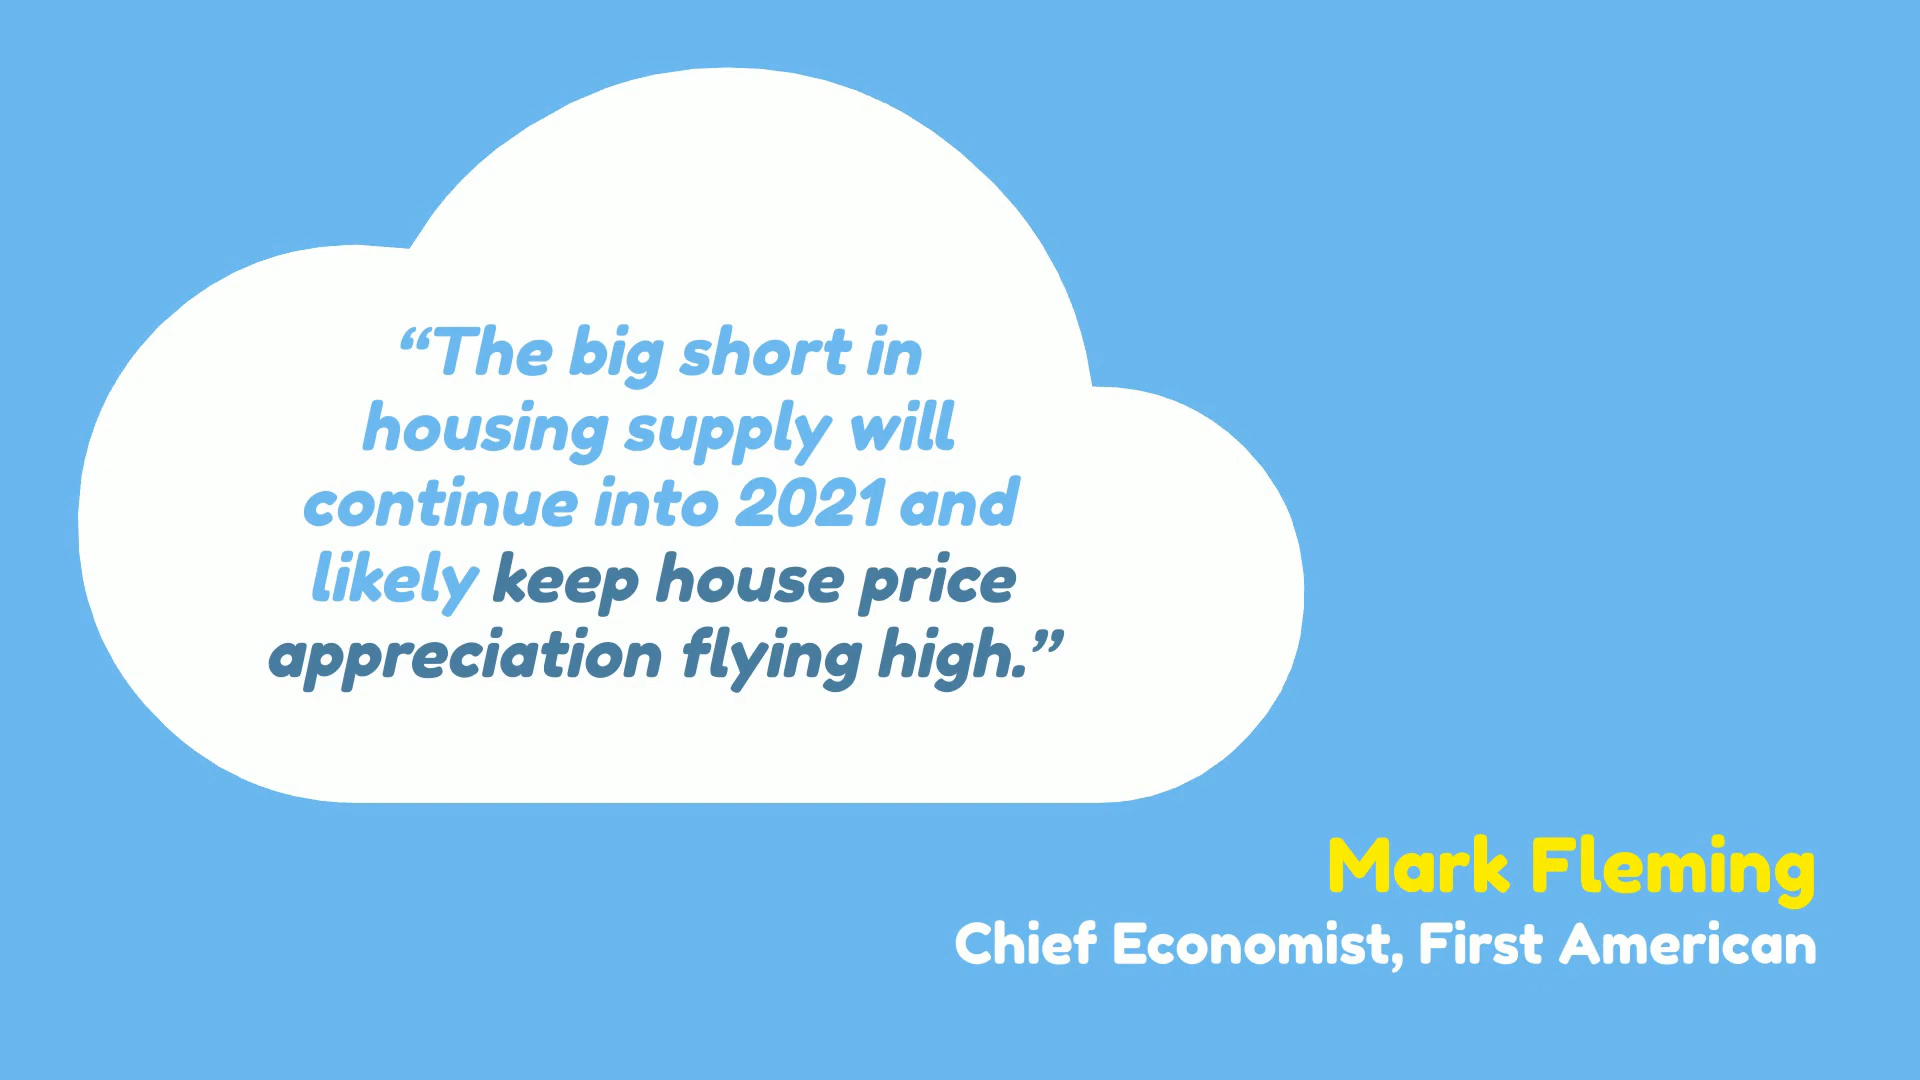 “The big short in
housing supply will
continue into 2021 and
likely keep house price
appreciation flying high.”
Mark Fleming
Chief Economist, First American